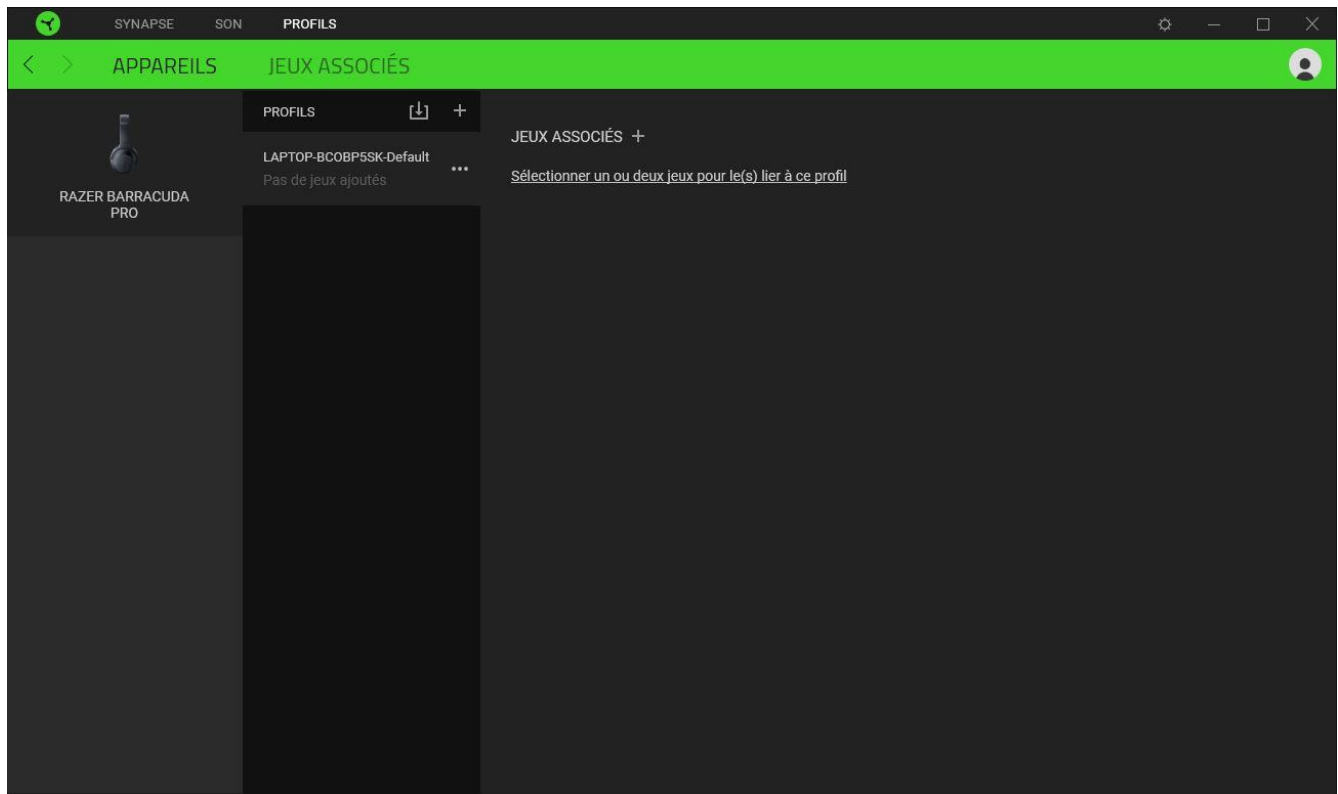 SYNAPSE SON PROFILS
APPAREILS JEUX ASSOCIÉS
RAZER BARRACUDA
PRO
PROFILS
LAPTOP-BCOBP5SK-Default
Pas de jeux ajoutés
JEUX ASSOCIÉS
Sélectionner un ou deux jeux pour le(s) lier à ce profil